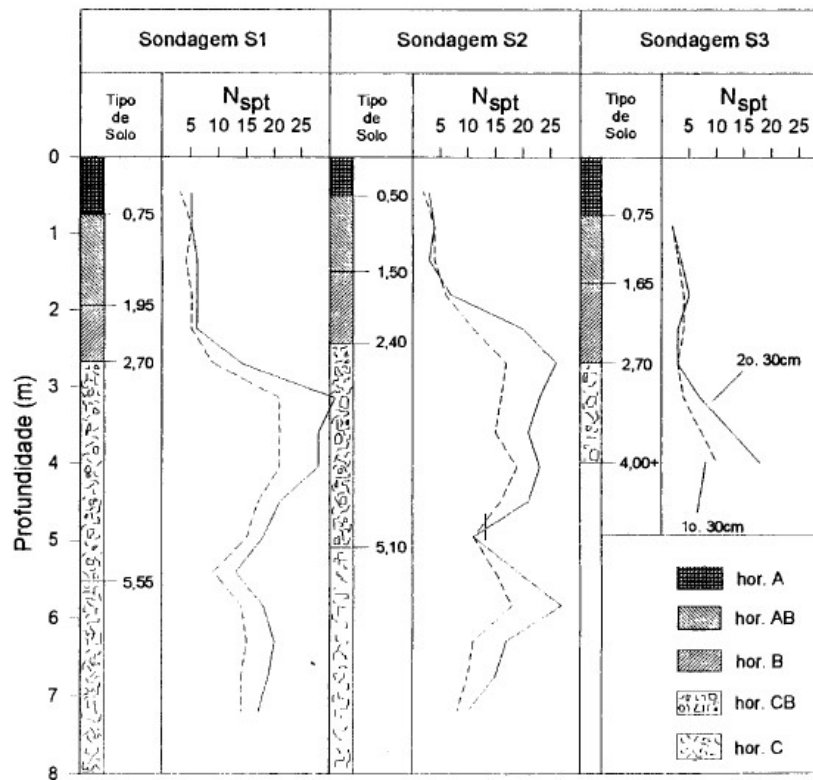 Sondagem S1
Sondagem S2
Sondagem S3
Tipo de Solo
Nspt
5 10 15 20 25
Tipo de Solo
Nspt
5 10 15 20 25
Tipo de Solo
Nspt
5 10 15 20 25
Profundidade (m)
0
1
2
3
4
5
6
7
8
0,75
1,95
2,70
5,55
0,50
1,50
2,40
5,10
0,75
1,65
2,70
4,00+
2o. 30cm
1o. 30cm
hor. A
hor. AB
hor. B
hor. CB
hor. C